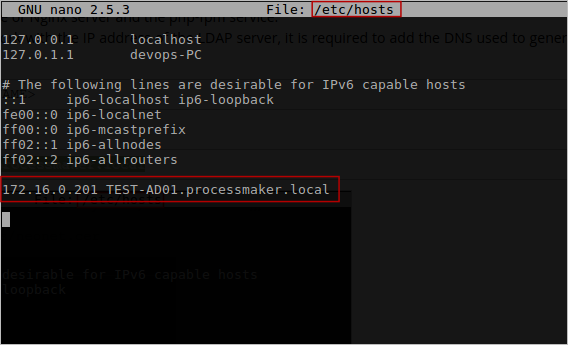 GNU nano 2.5.3 File: /etc/hosts
e of Nginx server and the php-fpm service.
the IP addr DAP server, it is required to add the DNS used to gener
127.0.0.1 localhost
127.0.1.1 devops-PC
# The following lines are desirable for IPv6 capable hosts
::1 ip6-localhost ip6-loopback
fe00::0 ip6-localnet
ff00::0 ip6-mcastprefix
ff02::1 ip6-allnodes
ff02::2 ip6-allrouters
172.16.0.201 TEST-AD01.processmaker.local
desirable for IPv6 capable hosts
loopback